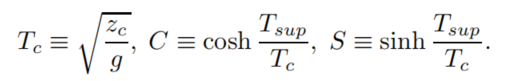 T_c ≡ √(z_c/g), C ≡ cosh T_sup/T_c, S ≡ sinh T_sup/T_c.